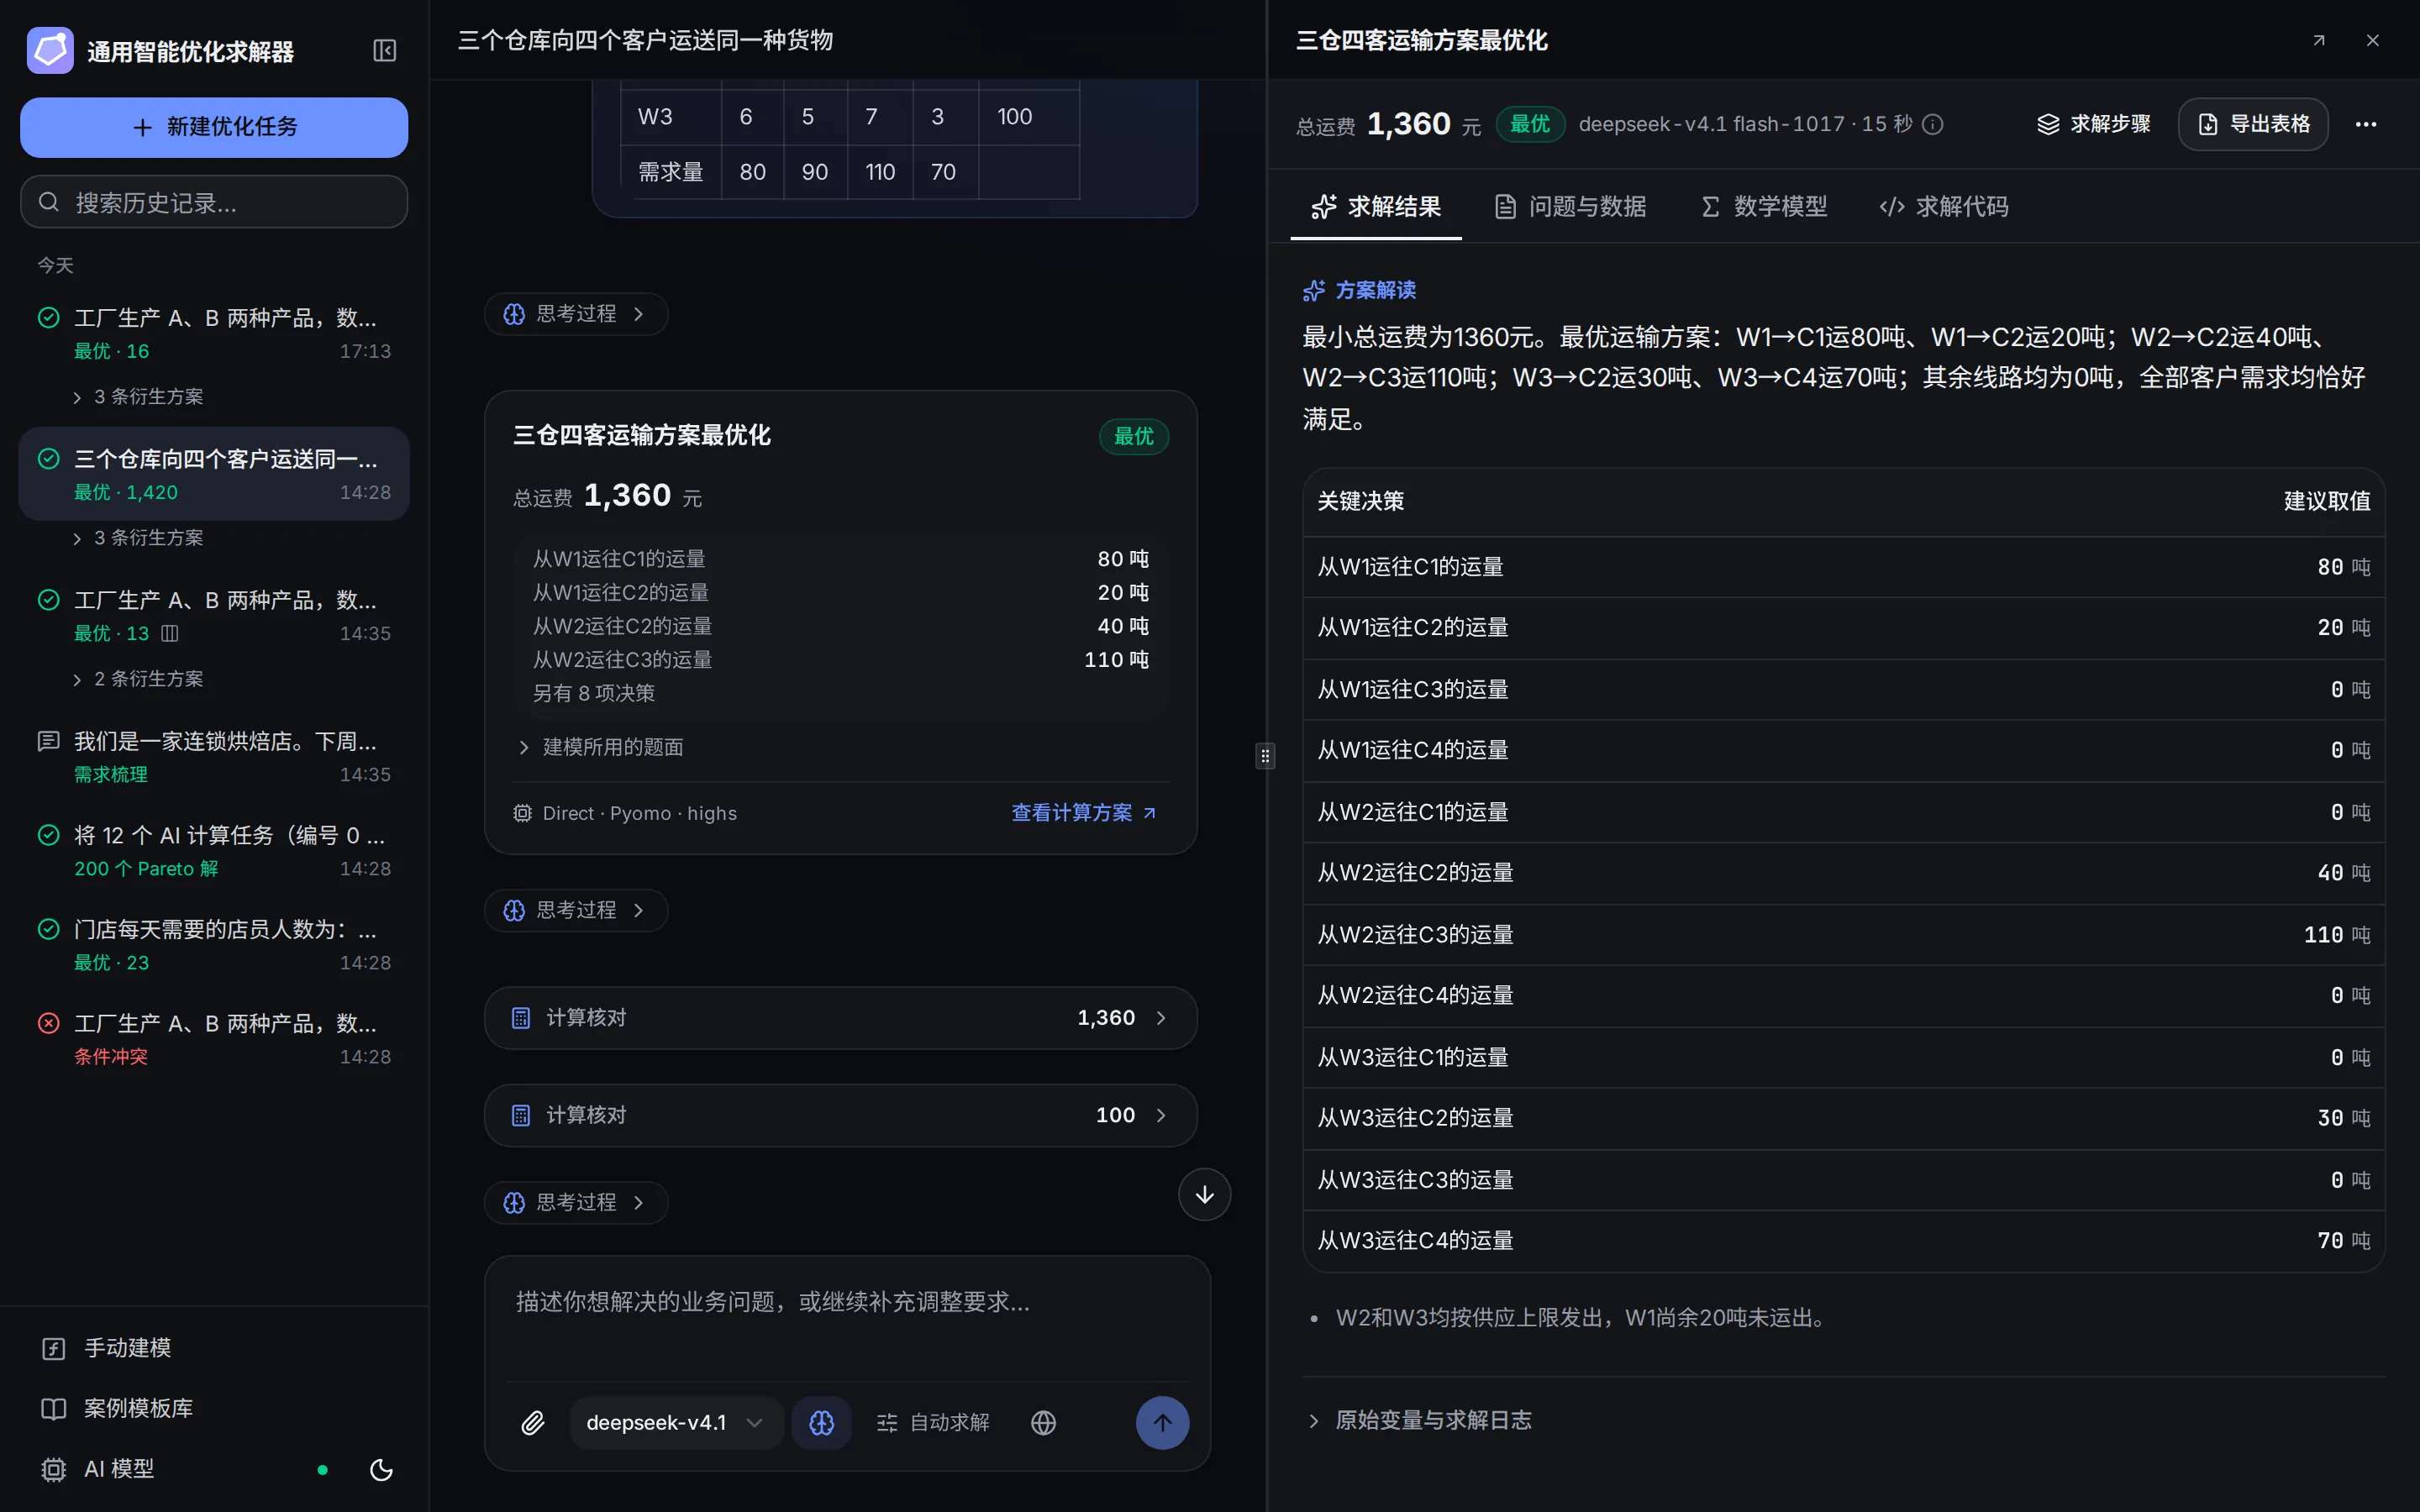 通用智能优化求解器
新建优化任务
搜索历史记录...
今天
工厂生产 A、B 两种产品，数...
最优 · 16 17:13
3 条衍生方案
三个仓库向四个客户运送同一...
最优 · 1,420 14:28
3 条衍生方案
工厂生产 A、B 两种产品，数...
最优 · 13 14:35
2 条衍生方案
我们是一家连锁烘焙店。下周...
需求梳理 14:35
将 12 个 AI 计算任务（编号 0 ...
200 个 Pareto 解 14:28
门店每天需要的店员人数为：...
最优 · 23 14:28
工厂生产 A、B 两种产品，数...
条件冲突 14:28
手动建模
案例模板库
AI 模型
三个仓库向四个客户运送同一种货物
W3 6 5 7 3 100
需求量 80 90 110 70
思考过程
三仓四客运输方案最优化 最优
总运费 1,360 元
从W1运往C1的运量 80 吨
从W1运往C2的运量 20 吨
从W2运往C2的运量 40 吨
从W2运往C3的运量 110 吨
另有 8 项决策
建模所用的题面
Direct · Pyomo · highs 查看计算方案
思考过程
计算核对 1,360
计算核对 100
思考过程
描述你想解决的业务问题，或继续补充调整要求...
deepseek-v4.1 自动求解
三仓四客运输方案最优化
总运费 1,360 元 最优 deepseek-v4.1 flash-1017 · 15 秒 求解步骤 导出表格
求解结果 问题与数据 数学模型 求解代码
方案解读
最小总运费为1360元。最优运输方案：W1→C1运80吨、W1→C2运20吨；W2→C2运40吨、
W2→C3运110吨；W3→C2运30吨、W3→C4运70吨；其余线路均为0吨，全部客户需求均恰好
满足。
关键决策 建议取值
从W1运往C1的运量 80 吨
从W1运往C2的运量 20 吨
从W1运往C3的运量 0 吨
从W1运往C4的运量 0 吨
从W2运往C1的运量 0 吨
从W2运往C2的运量 40 吨
从W2运往C3的运量 110 吨
从W2运往C4的运量 0 吨
从W3运往C1的运量 0 吨
从W3运往C2的运量 30 吨
从W3运往C3的运量 0 吨
从W3运往C4的运量 70 吨
W2和W3均按供应上限发出，W1尚余20吨未运出。
原始变量与求解日志